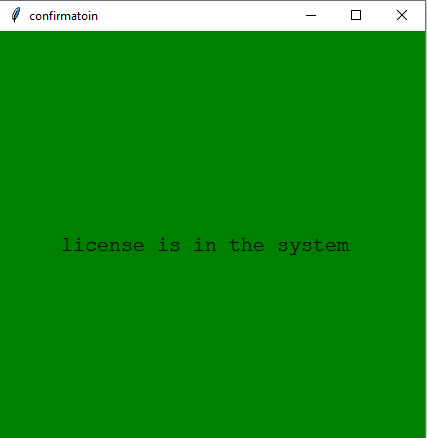 confirmatoin
license is in the system